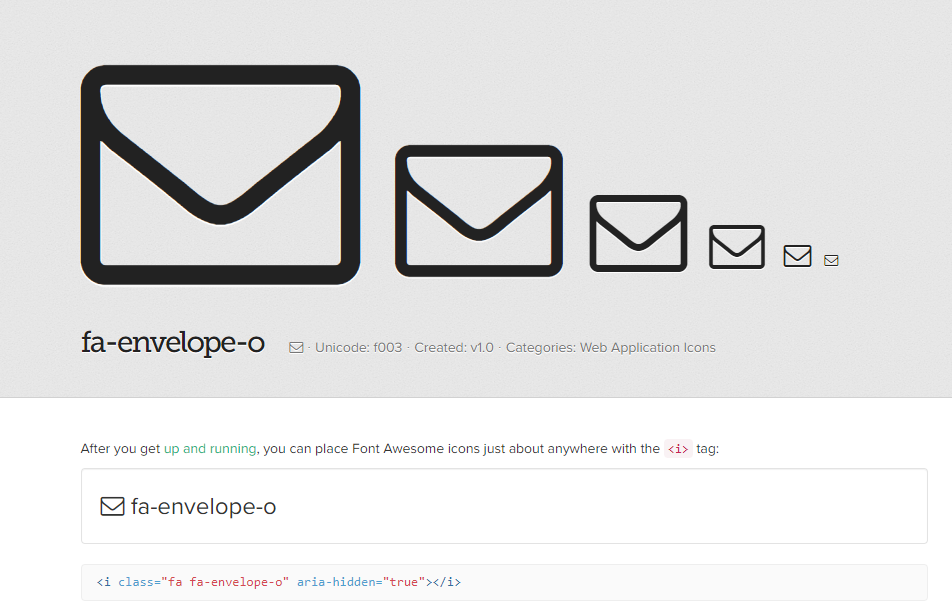 fa-envelope-o · Unicode: f003 · Created: v1.0 · Categories: Web Application Icons
After you get up and running, you can place Font Awesome icons just about anywhere with the <i> tag:
fa-envelope-o
<i class="fa fa-envelope-o" aria-hidden="true"></i>